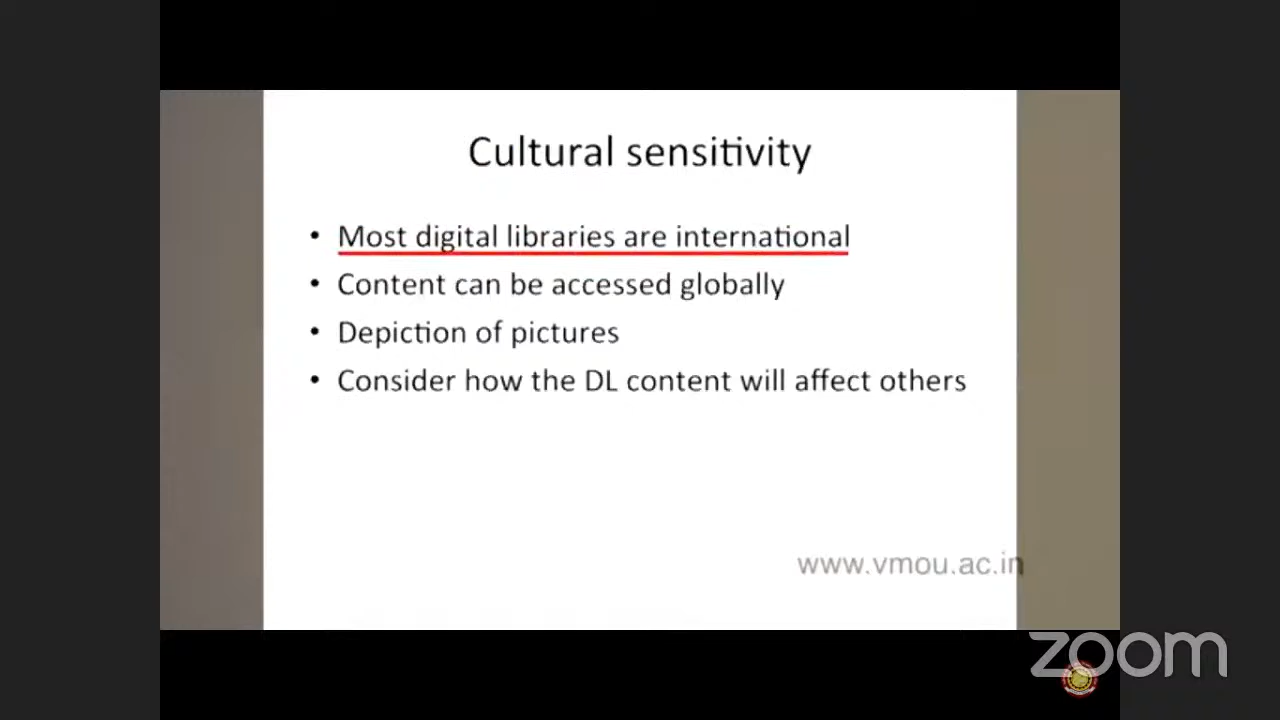 Cultural sensitivity
• Most digital libraries are international
• Content can be accessed globally
• Depiction of pictures
• Consider how the DL content will affect others
www.vmou.ac.in
zoom